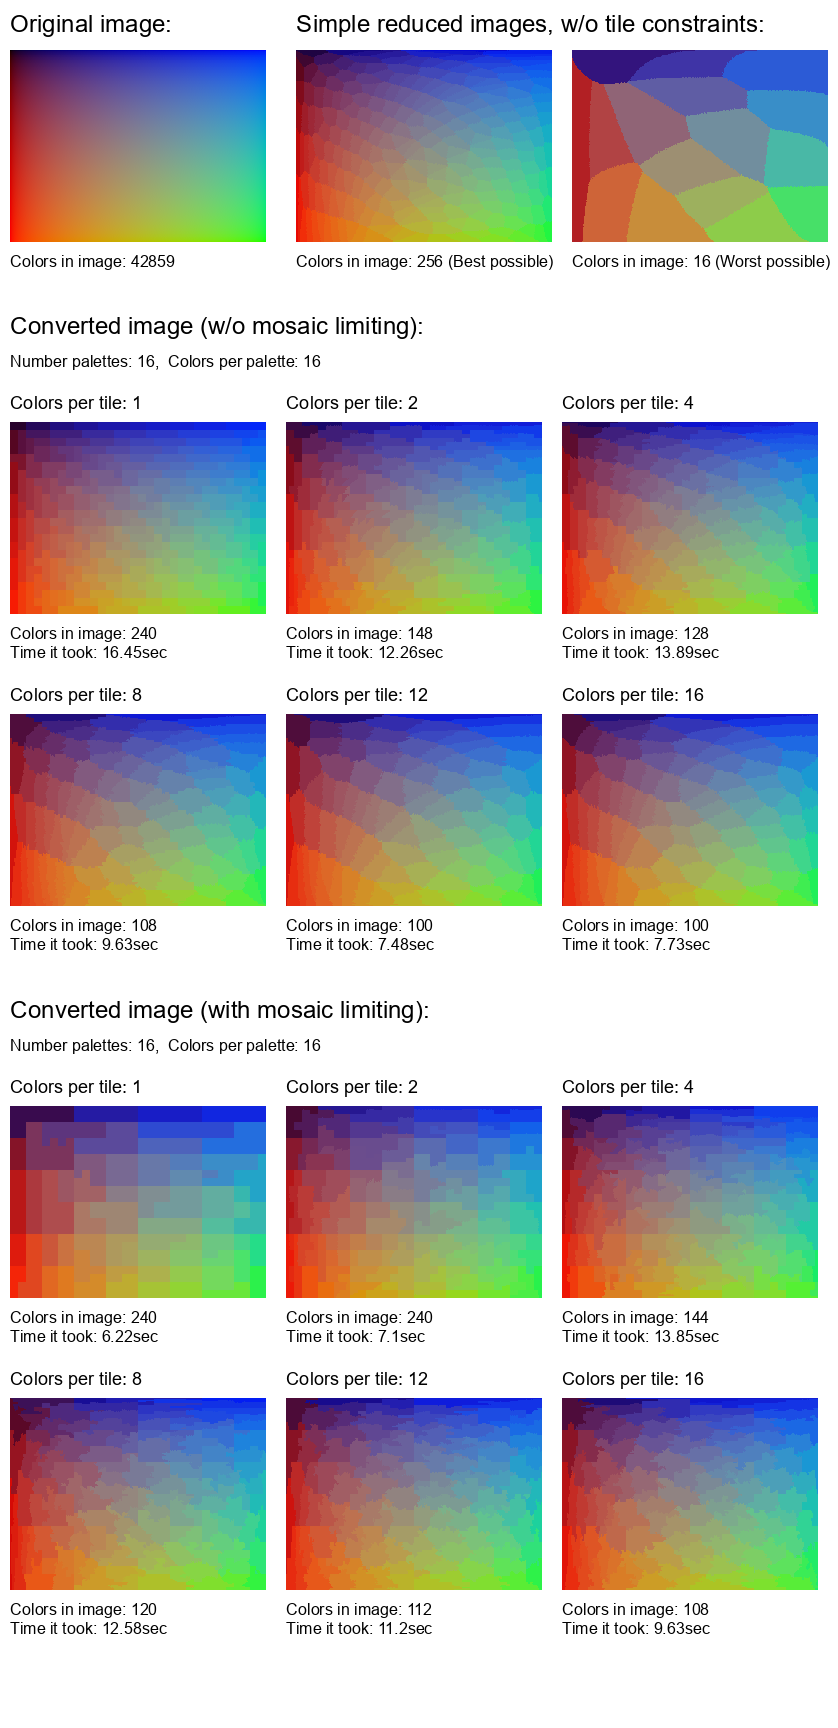 Original image:
Simple reduced images, w/o tile constraints:
Colors in image: 42859
Colors in image: 256 (Best possible)
Colors in image: 16 (Worst possible)
Converted image (w/o mosaic limiting):
Number palettes: 16,  Colors per palette: 16
Colors per tile: 1
Colors per tile: 2
Colors per tile: 4
Colors in image: 240
Time it took: 16.45sec
Colors in image: 148
Time it took: 12.26sec
Colors in image: 128
Time it took: 13.89sec
Colors per tile: 8
Colors per tile: 12
Colors per tile: 16
Colors in image: 108
Time it took: 9.63sec
Colors in image: 100
Time it took: 7.48sec
Colors in image: 100
Time it took: 7.73sec
Converted image (with mosaic limiting):
Number palettes: 16,  Colors per palette: 16
Colors per tile: 1
Colors per tile: 2
Colors per tile: 4
Colors in image: 240
Time it took: 6.22sec
Colors in image: 240
Time it took: 7.1sec
Colors in image: 144
Time it took: 13.85sec
Colors per tile: 8
Colors per tile: 12
Colors per tile: 16
Colors in image: 120
Time it took: 12.58sec
Colors in image: 112
Time it took: 11.2sec
Colors in image: 108
Time it took: 9.63sec